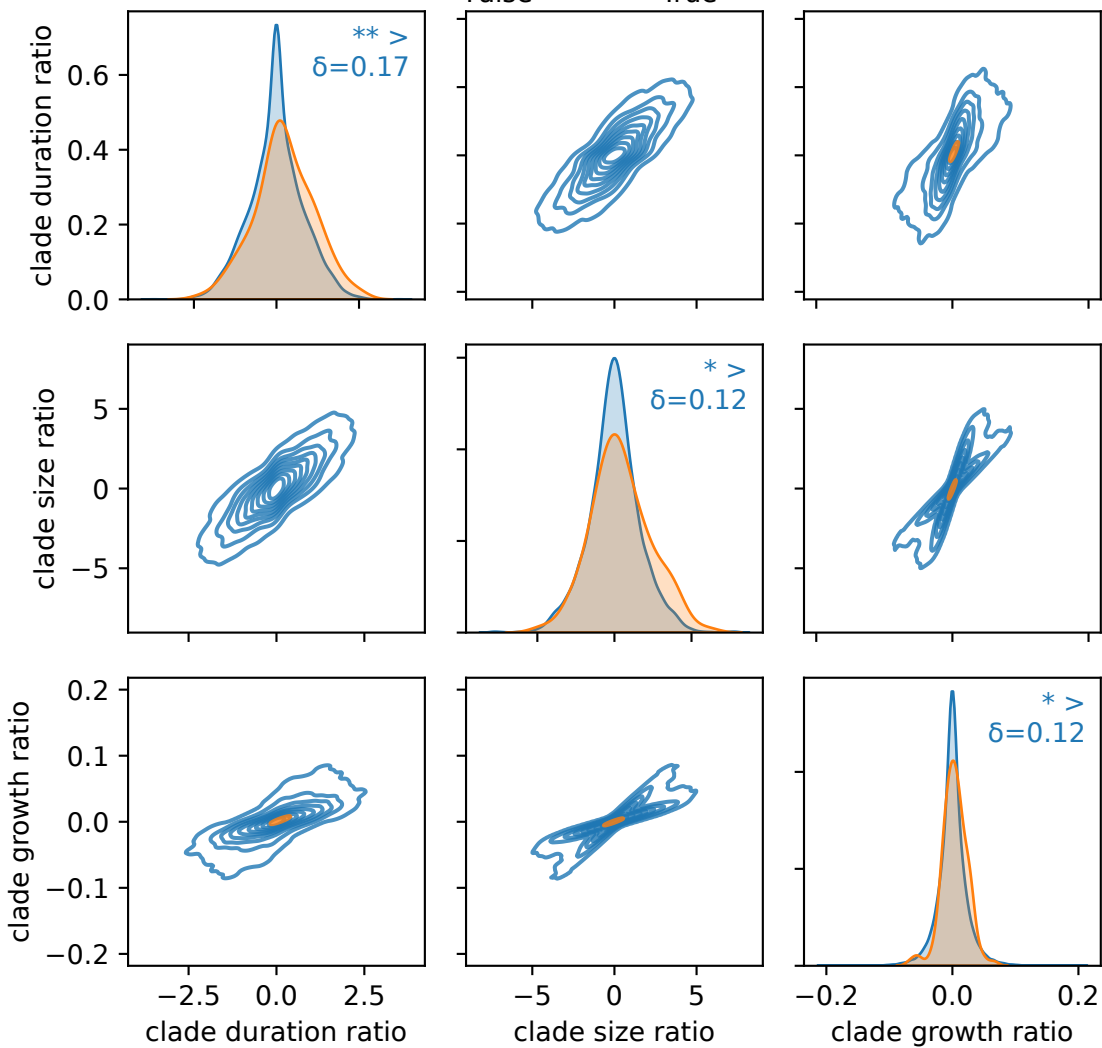 clade duration ratio
0.6
0.4
0.2
0.0
** >
δ=0.17
clade size ratio
5
0
−5
* >
δ=0.12
clade growth ratio
0.2
0.1
0.0
−0.1
−0.2
* >
δ=0.12
−2.5 0.0 2.5
−5 0 5
−0.2 0.0 0.2
clade duration ratio
clade size ratio
clade growth ratio